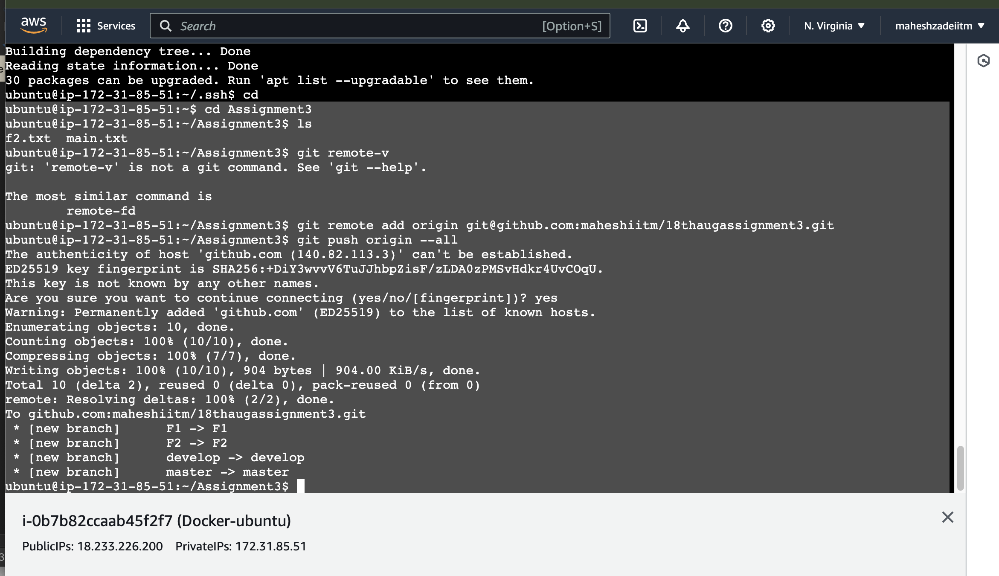 aws
Services
Search [Option+S]
N. Virginia
maheshzadeiitm
Building dependency tree... Done
Reading state information... Done
30 packages can be upgraded. Run 'apt list --upgradable' to see them.
ubuntu@ip-172-31-85-51:~/.ssh$ cd
ubuntu@ip-172-31-85-51:~$ cd Assignment3
ubuntu@ip-172-31-85-51:~/Assignment3$ ls
f2.txt  main.txt
ubuntu@ip-172-31-85-51:~/Assignment3$ git remote-v
git: 'remote-v' is not a git command. See 'git --help'.
The most similar command is
remote-fd
ubuntu@ip-172-31-85-51:~/Assignment3$ git remote add origin git@github.com:maheshiitm/18thaugassignment3.git
ubuntu@ip-172-31-85-51:~/Assignment3$ git push origin --all
The authenticity of host 'github.com (140.82.113.3)' can't be established.
ED25519 key fingerprint is SHA256:+DiY3wvvV6TuJJhbpZisF/zLDA0zPMSvHdkr4UvCOqU.
This key is not known by any other names.
Are you sure you want to continue connecting (yes/no/[fingerprint])? yes
Warning: Permanently added 'github.com' (ED25519) to the list of known hosts.
Enumerating objects: 10, done.
Counting objects: 100% (10/10), done.
Compressing objects: 100% (7/7), done.
Writing objects: 100% (10/10), 904 bytes | 904.00 KiB/s, done.
Total 10 (delta 2), reused 0 (delta 0), pack-reused 0 (from 0)
remote: Resolving deltas: 100% (2/2), done.
To github.com:maheshiitm/18thaugassignment3.git
* [new branch]      F1 -> F1
* [new branch]      F2 -> F2
* [new branch]      develop -> develop
* [new branch]      master -> master
ubuntu@ip-172-31-85-51:~/Assignment3$
i-0b7b82ccaab45f2f7 (Docker-ubuntu)
PublicIPs: 18.233.226.200    PrivateIPs: 172.31.85.51